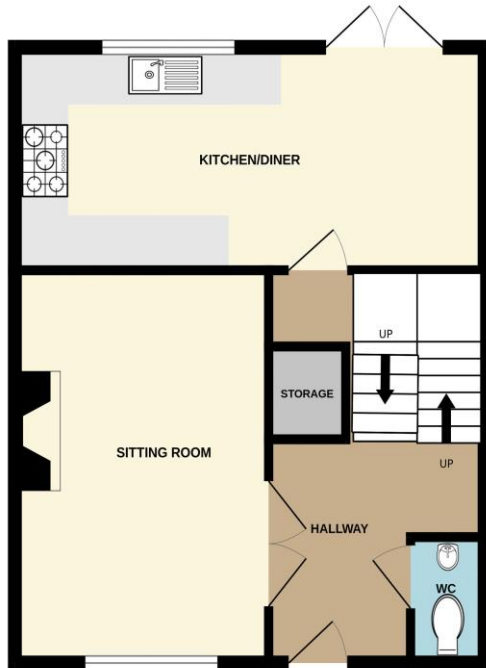 KITCHEN/DINER
UP
STORAGE
SITTING ROOM
UP
HALLWAY
WC